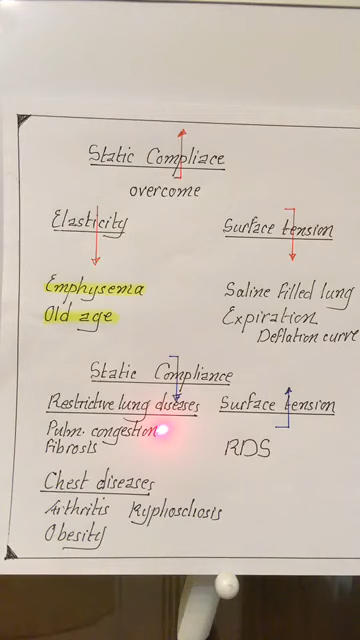 Static Compliace
overcome
Elasticity
Surface tension
Emphysema
Old age
Saline filled lung
Expiration
Deflation curve
Static Compliance
Restrictive lung diseases
Pulm. congestion
fibrosis
Surface tension
RDS
Chest diseases
Arthritis Kyphoscliosis
Obesity